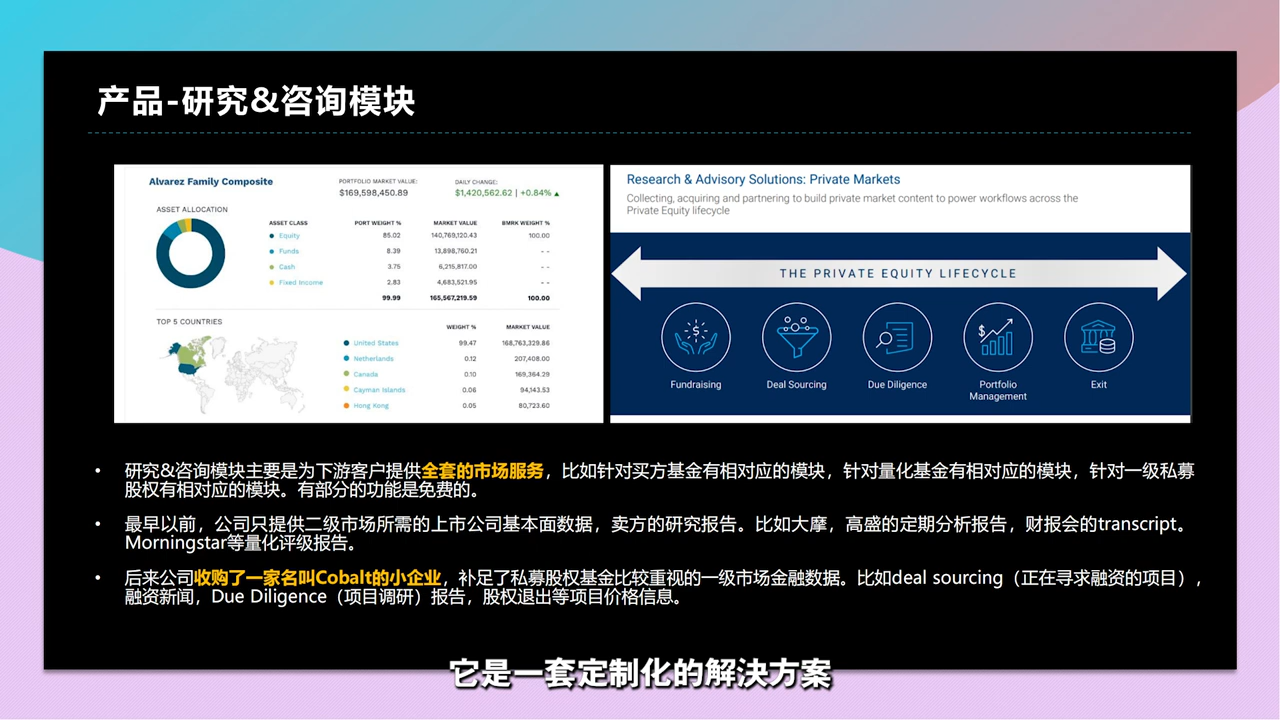 产品-研究&咨询模块
Alvarez Family Composite
PORTFOLIO MARKET VALUE:
$169,598,450.89
DAILY CHANGE:
$1,420,562.62 | +0.84% ▲
ASSET ALLOCATION
ASSET CLASS PORT WEIGHT % MARKET VALUE BMRK WEIGHT %
Equity 85.02 140,769,120.43 100.00
Funds 8.39 13,898,760.21 - -
Cash 3.75 6,215,817.00 - -
Fixed Income 2.83 4,683,521.95 - -
99.99 165,567,219.59 100.00
TOP 5 COUNTRIES
WEIGHT % MARKET VALUE
United States 99.47 168,763,329.86
Netherlands 0.12 207,408.00
Canada 0.10 169,364.29
Cayman Islands 0.06 94,143.53
Hong Kong 0.05 80,723.60
Research & Advisory Solutions: Private Markets
Collecting, acquiring and partnering to build private market content to power workflows across the
Private Equity lifecycle
THE PRIVATE EQUITY LIFECYCLE
Fundraising
Deal Sourcing
Due Diligence
Portfolio
Management
Exit
• 研究&咨询模块主要是为下游客户提供全套的市场服务，比如针对买方基金有相对应的模块，针对量化基金有相对应的模块，针对一级私募
股权有相对应的模块。有部分的功能是免费的。
• 最早以前，公司只提供二级市场所需的上市公司基本面数据，卖方的研究报告。比如大摩，高盛的定期分析报告，财报会的transcript。
Morningstar等量化评级报告。
• 后来公司收购了一家名叫Cobalt的小企业，补足了私募股权基金比较重视的一级市场金融数据。比如deal sourcing（正在寻求融资的项目），
融资新闻，Due Diligence（项目调研）报告，股权退出等项目价格信息。
它是一套定制化的解决方案